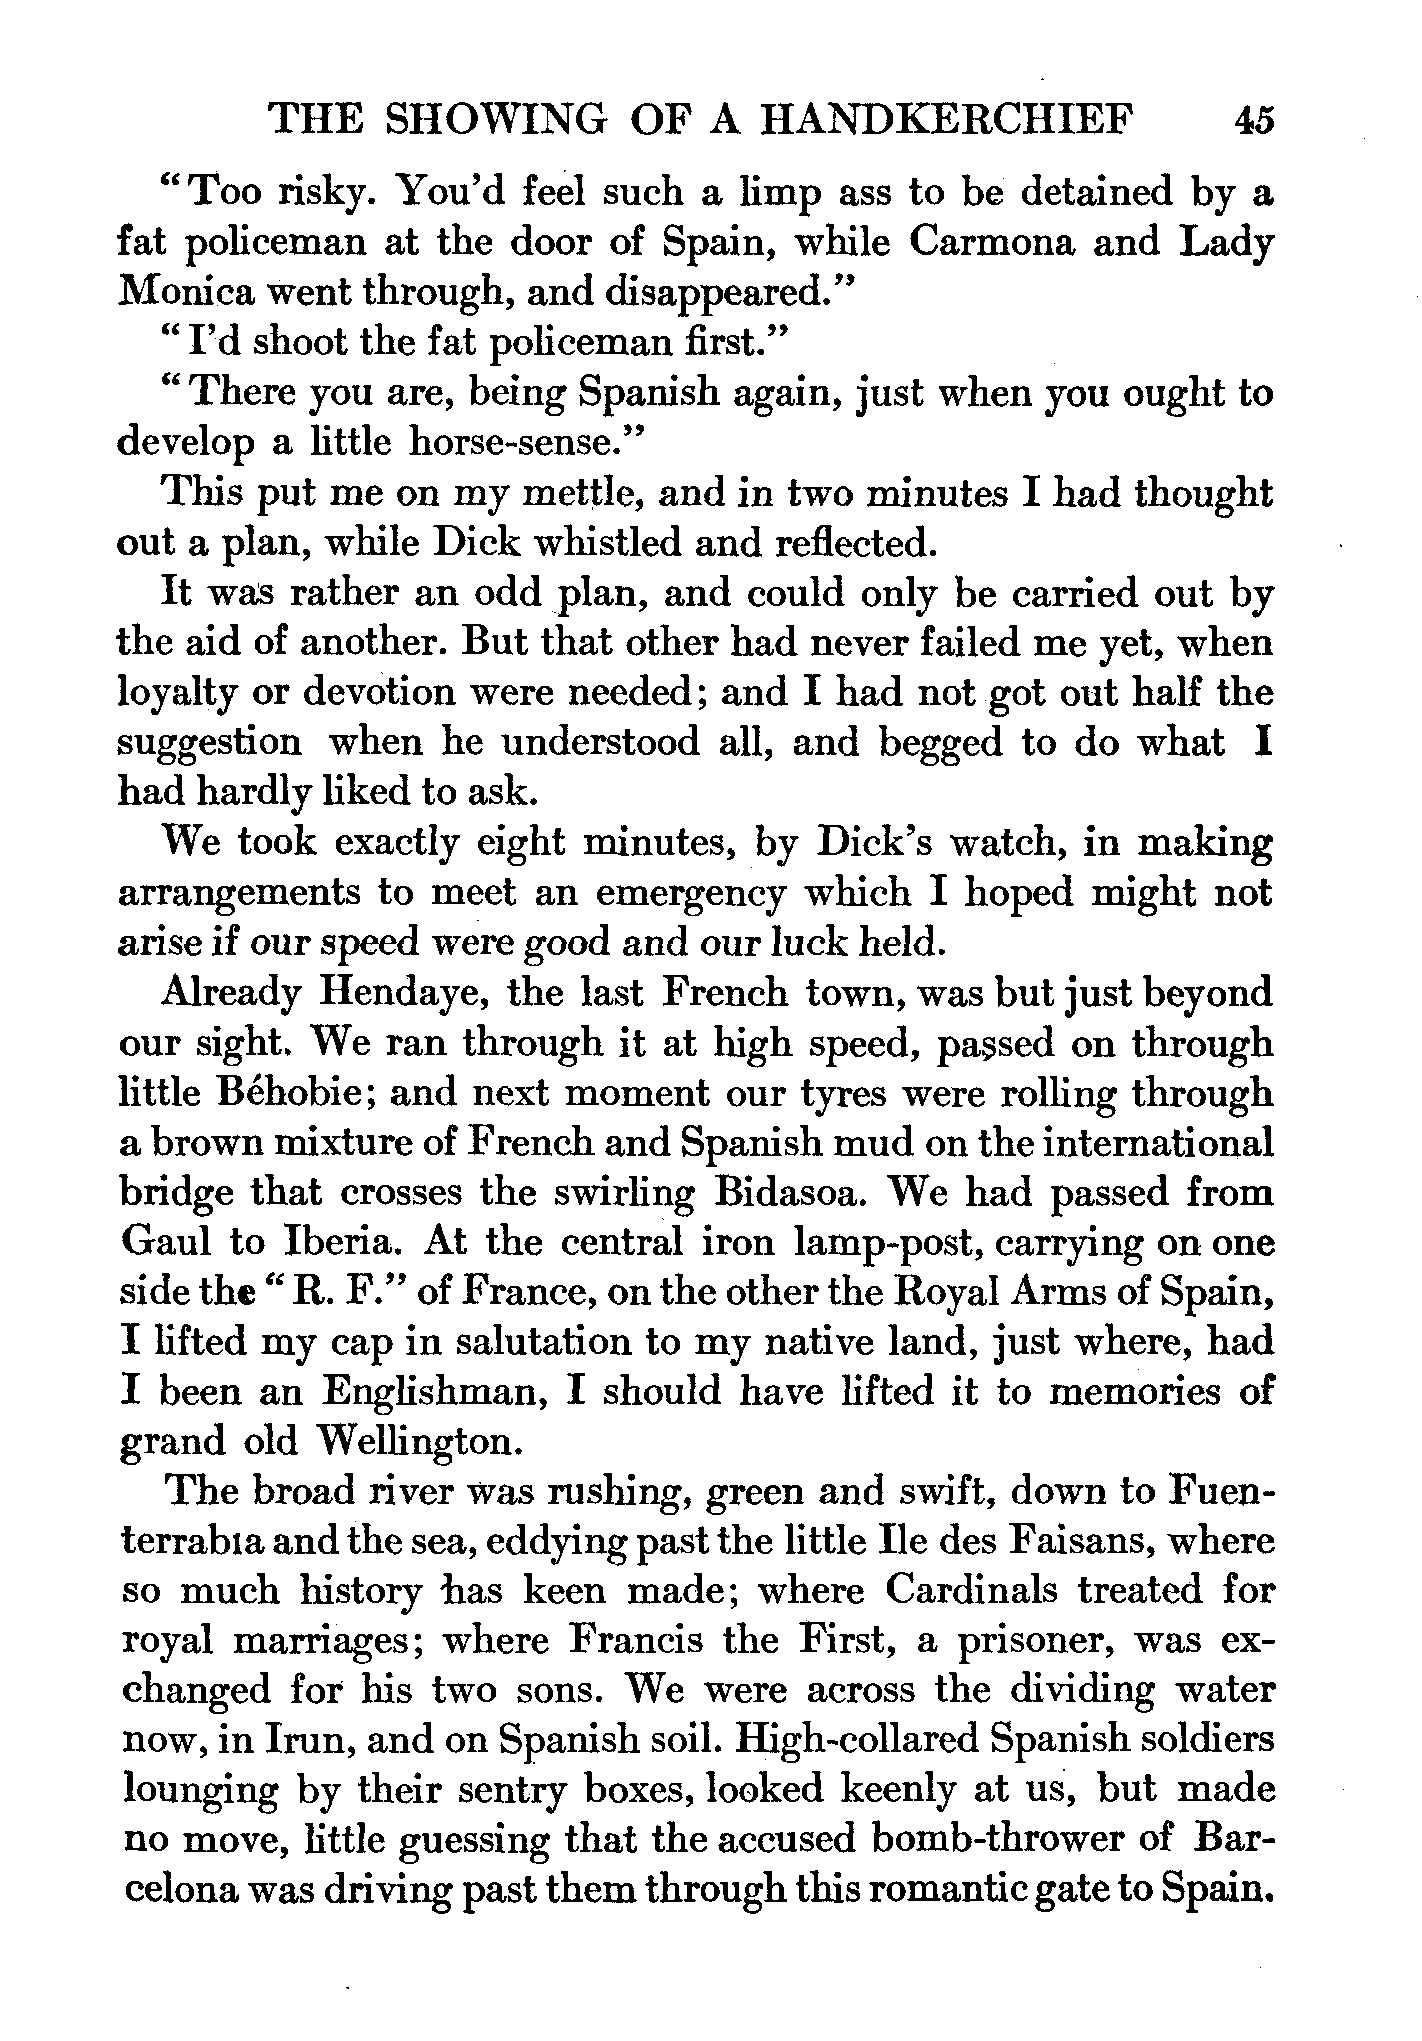 THE SHOWING OF A HANDKERCHIEF 45
“Too risky. You’d feel such a limp ass to be detained by a
fat policeman at the door of Spain, while Carmona and Lady
Monica went through, and disappeared.”
“I’d shoot the fat policeman first.”
“There you are, being Spanish again, just when you ought to
develop a little horse-sense.”
This put me on my mettle, and in two minutes I had thought
out a plan, while Dick whistled and reflected.
It was rather an odd plan, and could only be carried out by
the aid of another. But that other had never failed me yet, when
loyalty or devotion were needed; and I had not got out half the
suggestion when he understood all, and begged to do what I
had hardly liked to ask.
We took exactly eight minutes, by Dick’s watch, in making
arrangements to meet an emergency which I hoped might not
arise if our speed were good and our luck held.
Already Hendaye, the last French town, was but just beyond
our sight. We ran through it at high speed, passed on through
little Béhobie; and next moment our tyres were rolling through
a brown mixture of French and Spanish mud on the international
bridge that crosses the swirling Bidasoa. We had passed from
Gaul to Iberia. At the central iron lamp-post, carrying on one
side the “R. F.” of France, on the other the Royal Arms of Spain,
I lifted my cap in salutation to my native land, just where, had
I been an Englishman, I should have lifted it to memories of
grand old Wellington.
The broad river was rushing, green and swift, down to Fuen-
terrabia and the sea, eddying past the little Ile des Faisans, where
so much history has keen made; where Cardinals treated for
royal marriages; where Francis the First, a prisoner, was ex-
changed for his two sons. We were across the dividing water
now, in Irun, and on Spanish soil. High-collared Spanish soldiers
lounging by their sentry boxes, looked keenly at us, but made
no move, little guessing that the accused bomb-thrower of Bar-
celona was driving past them through this romantic gate to Spain.